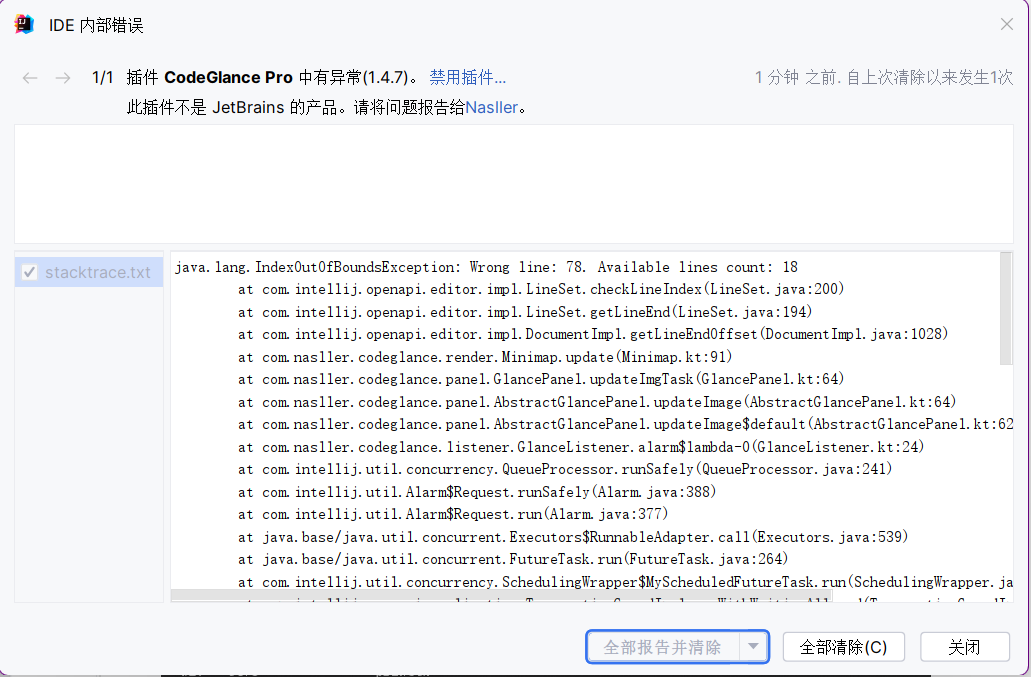 IDE 内部错误
1/1 插件 CodeGlance Pro 中有异常(1.4.7)。 禁用插件... 1 分钟 之前. 自上次清除以来发生1次
此插件不是 JetBrains 的产品。请将问题报告给Nasller。
stacktrace.txt
java.lang.IndexOutOfBoundsException: Wrong line: 78. Available lines count: 18
at com.intellij.openapi.editor.impl.LineSet.checkLineIndex(LineSet.java:200)
at com.intellij.openapi.editor.impl.LineSet.getLineEnd(LineSet.java:194)
at com.intellij.openapi.editor.impl.DocumentImpl.getLineEndOffset(DocumentImpl.java:1028)
at com.nasller.codeglance.render.Minimap.update(Minimap.kt:91)
at com.nasller.codeglance.panel.GlancePanel.updateImgTask(GlancePanel.kt:64)
at com.nasller.codeglance.panel.AbstractGlancePanel.updateImage(AbstractGlancePanel.kt:64)
at com.nasller.codeglance.panel.AbstractGlancePanel.updateImage$default(AbstractGlancePanel.kt:62
at com.nasller.codeglance.listener.GlanceListener.alarm$lambda-0(GlanceListener.kt:24)
at com.intellij.util.concurrency.QueueProcessor.runSafely(QueueProcessor.java:241)
at com.intellij.util.Alarm$Request.runSafely(Alarm.java:388)
at com.intellij.util.Alarm$Request.run(Alarm.java:377)
at java.base/java.util.concurrent.Executors$RunnableAdapter.call(Executors.java:539)
at java.base/java.util.concurrent.FutureTask.run(FutureTask.java:264)
at com.intellij.util.concurrency.SchedulingWrapper$MyScheduledFutureTask.run(SchedulingWrapper.ja
全部报告并清除 全部清除(C) 关闭